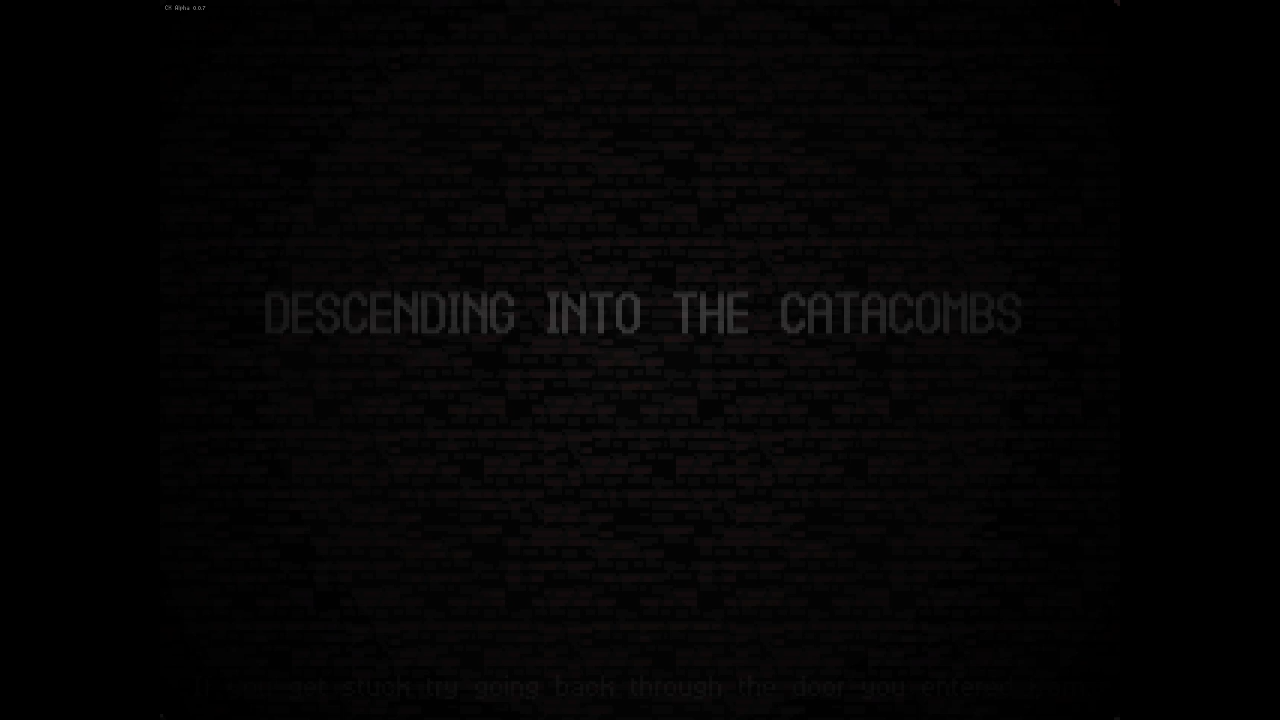 CK Alpha 0.0.7
DESCENDING INTO THE CATACOMBS
If you get stuck try going back through the door you entered from